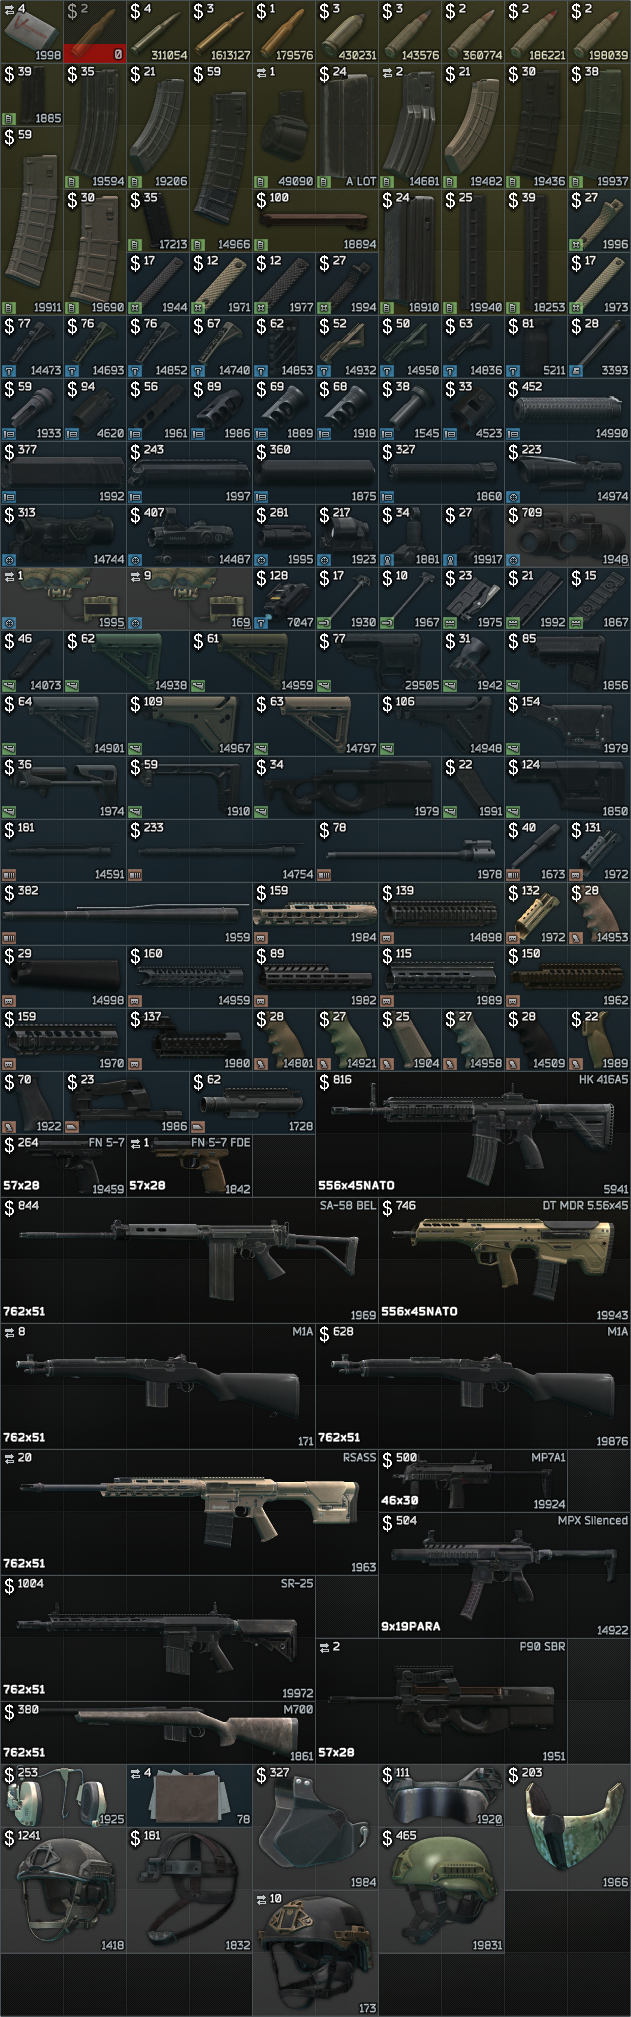 4 $ 2 $ 4 $ 3 $ 1 $ 3 $ 3 $ 2 $ 2 $ 2
1998 0 311054 1613127 179576 430231 143576 360774 186221 198039
$ 39 $ 35 $ 21 $ 59 1 $ 24 2 $ 21 $ 30 $ 38
1885
$ 59
19594 19206 49090 A LOT 14681 19482 19436 19937
$ 30 $ 35 $ 100 $ 24 $ 25 $ 39 $ 27
17213 14966 18894 1996
$ 17 $ 12 $ 12 $ 27 $ 17
19911 19690 1944 1971 1977 1994 18910 19940 18253 1973
$ 77 $ 76 $ 76 $ 67 $ 62 $ 52 $ 50 $ 63 $ 81 $ 28
14473 14693 14852 14740 14853 14932 14950 14836 5211 3393
$ 59 $ 94 $ 56 $ 89 $ 69 $ 68 $ 38 $ 33 $ 452
1933 4620 1961 1986 1889 1918 1545 4523 14990
$ 377 $ 243 $ 360 $ 327 $ 223
1992 1997 1875 1860 14974
$ 313 $ 407 $ 281 $ 217 $ 34 $ 27 $ 709
14744 14487 1995 1923 1881 19917 1948
1 9 $ 128 $ 17 $ 10 $ 23 $ 21 $ 15
1995 169 7047 1930 1967 1975 1992 1867
$ 46 $ 62 $ 61 $ 77 $ 31 $ 85
14073 14938 14959 29505 1942 1856
$ 64 $ 109 $ 63 $ 106 $ 154
14901 14967 14797 14948 1979
$ 36 $ 59 $ 34 $ 22 $ 124
1974 1910 1979 1991 1850
$ 181 $ 233 $ 78 $ 40 $ 131
14591 14754 1978 1673 1972
$ 382 $ 159 $ 139 $ 132 $ 28
1959 1984 14898 1972 14953
$ 29 $ 160 $ 89 $ 115 $ 150
14998 14959 1982 1989 1962
$ 159 $ 137 $ 28 $ 27 $ 25 $ 27 $ 28 $ 22
1970 1980 14801 14921 1904 14958 14509 1989
$ 70 $ 23 $ 62 $ 816 HK 416A5
1922 1986 1728
$ 264 FN 5-7 1 FN 5-7 FDE
57x28 19459 57x28 1842 556x45NATO 5941
$ 844 SA-58 BEL $ 746 DT MDR 5.56x45
762x51 1969 556x45NATO 19943
8 M1A $ 628 M1A
762x51 171 762x51 19876
20 RSASS $ 500 MP7A1
46x30 19924
$ 504 MPX Silenced
762x51 1963
$ 1004 SR-25
9x19PARA 14922
2 P90 SBR
762x51 19972
$ 380 M700
762x51 1861 57x28 1951
$ 253 4 $ 327 $ 111 $ 203
1925 78 1920
$ 1241 $ 181 $ 465
1984 1966
10
1418 1832 19831
173